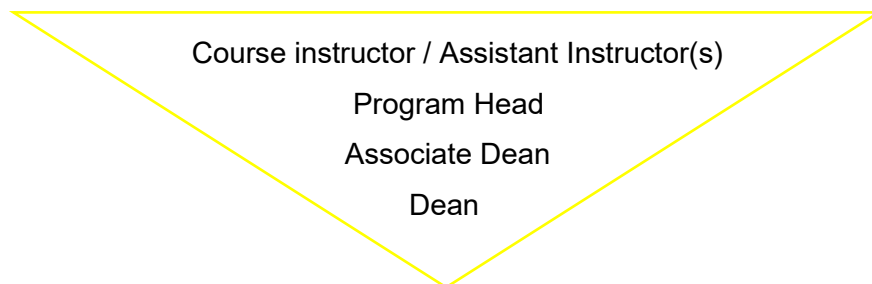 Course instructor / Assistant Instructor(s)
Program Head
Associate Dean
Dean